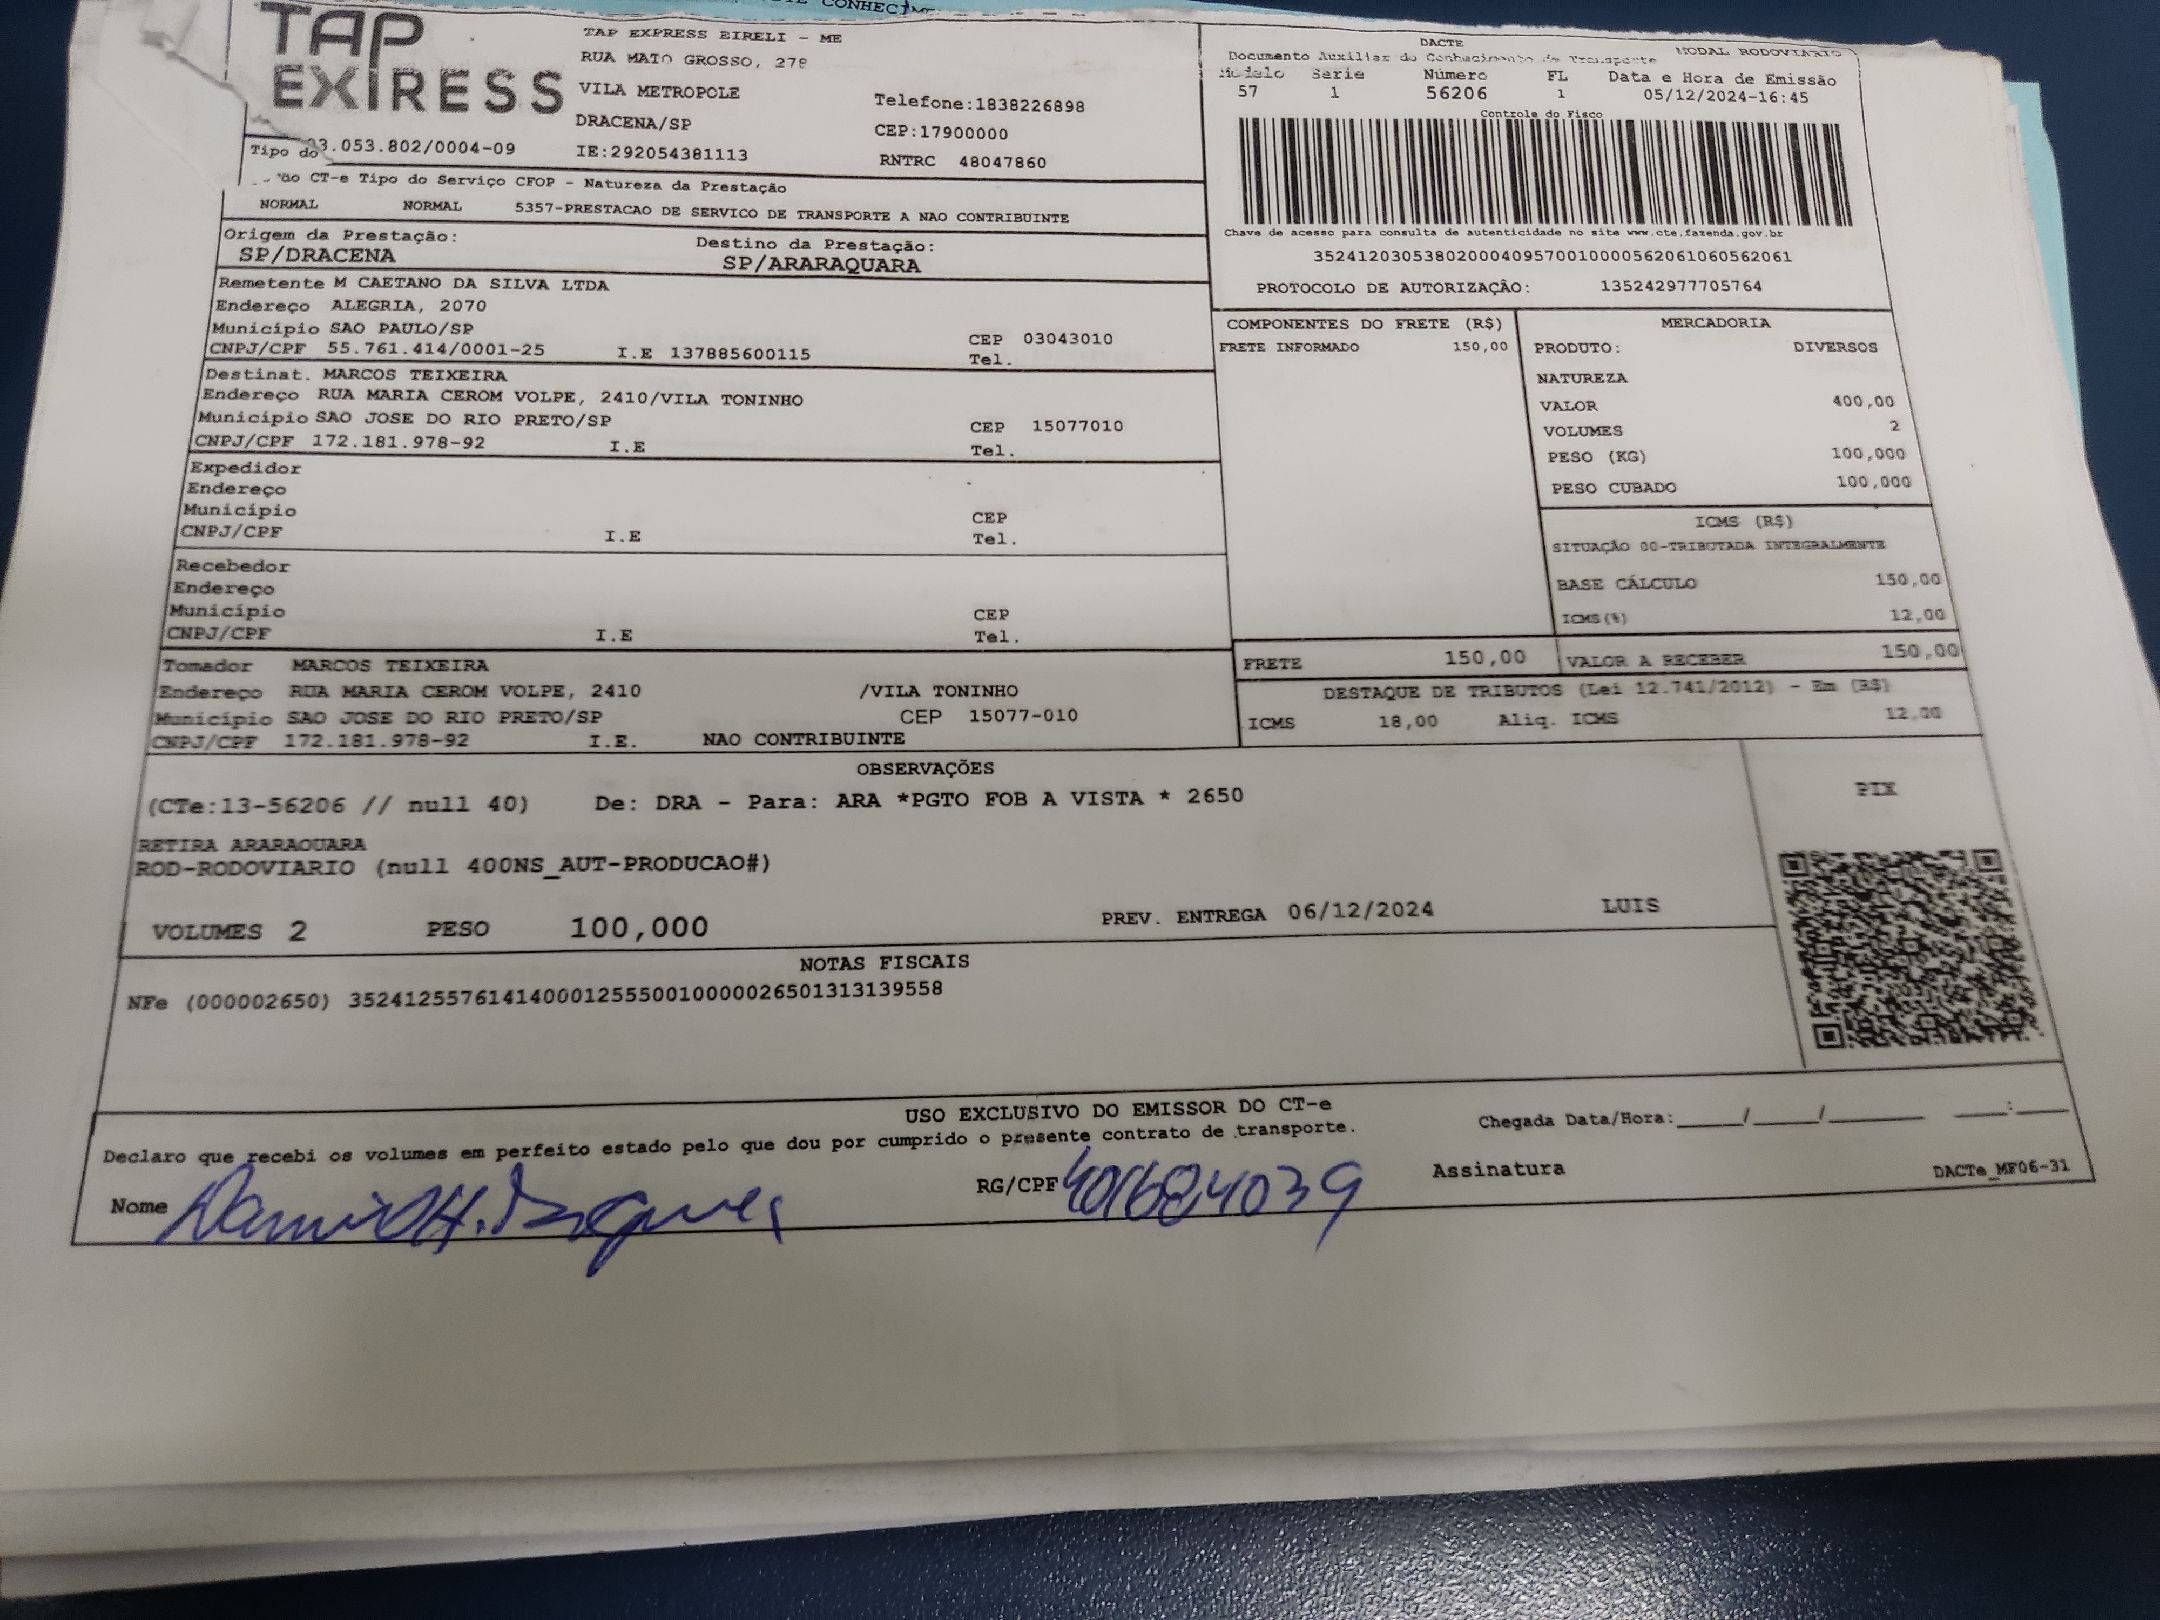 TAP EXPRESS
TAP EXPRESS EIRELI - ME
RUA MATO GROSSO, 278
VILA METROPOLE
Telefone:1838226898
DRACENA/SP
CEP:17900000
3.053.802/0004-09
IE:292054381113
RNTRC 48047860
DACTE
MODAL RODOVIARIO
Documento Auxiliar do Conhecimento de Transporte
Modelo Serie Número FL Data e Hora de Emissão
57 1 56206 1 05/12/2024-16:45
Controle do Fisco
Chave de acesso para consulta de autenticidade no site www.cte.fazenda.gov.br
35241203053802000409570010000562061060562061
PROTOCOLO DE AUTORIZAÇÃO: 135242977705764
Tipo do CT-e Tipo do Serviço CFOP - Natureza da Prestação
NORMAL NORMAL 5357-PRESTACAO DE SERVICO DE TRANSPORTE A NAO CONTRIBUINTE
Origem da Prestação: Destino da Prestação:
SP/DRACENA SP/ARARAQUARA
Remetente M CAETANO DA SILVA LTDA
Endereço ALEGRIA, 2070
Município SAO PAULO/SP CEP 03043010
CNPJ/CPF 55.761.414/0001-25 I.E 137885600115 Tel.
Destinat. MARCOS TEIXEIRA
Endereço RUA MARIA CEROM VOLPE, 2410/VILA TONINHO
Município SAO JOSE DO RIO PRETO/SP CEP 15077010
CNPJ/CPF 172.181.978-92 I.E Tel.
Expedidor
Endereço
Município CEP
CNPJ/CPF I.E Tel.
Recebedor
Endereço
Município CEP
CNPJ/CPF I.E Tel.
Tomador MARCOS TEIXEIRA
Endereço RUA MARIA CEROM VOLPE, 2410 /VILA TONINHO
Município SAO JOSE DO RIO PRETO/SP CEP 15077-010
CNPJ/CPF 172.181.978-92 I.E. NAO CONTRIBUINTE
COMPONENTES DO FRETE (R$)
FRETE INFORMADO 150,00
MERCADORIA
PRODUTO: DIVERSOS
NATUREZA
VALOR 400,00
VOLUMES 2
PESO (KG) 100,000
PESO CUBADO 100,000
ICMS (R$)
SITUAÇÃO 00-TRIBUTADA INTEGRALMENTE
BASE CÁLCULO 150,00
ICMS(%) 12,00
FRETE 150,00 VALOR A RECEBER 150,00
DESTAQUE DE TRIBUTOS (Lei 12.741/2012) - Em (R$)
ICMS 18,00 Aliq. ICMS 12,00
OBSERVAÇÕES
(CTe:13-56206 // null 40) De: DRA - Para: ARA *PGTO FOB A VISTA * 2650
RETIRA ARARAQUARA
ROD-RODOVIARIO (null 400NS_AUT-PRODUCAO#)
VOLUMES 2 PESO 100,000 PREV. ENTREGA 06/12/2024 LUIS
PIX
NOTAS FISCAIS
NFe (000002650) 35241255761414000125550010000026501313139558
USO EXCLUSIVO DO EMISSOR DO CT-e
Declaro que recebi os volumes em perfeito estado pelo que dou por cumprido o presente contrato de transporte.
Chegada Data/Hora:____/____/____ ___:___
Nome
RG/CPF 401684039
Assinatura
DACTe_MF06-31